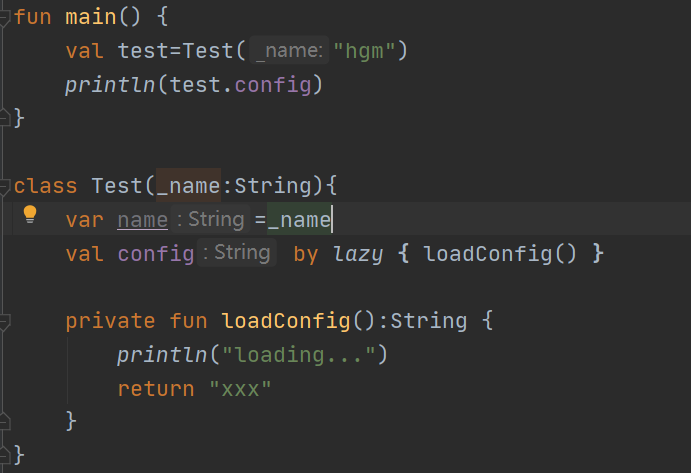 fun main() {
    val test=Test( _name: "hgm")
    println(test.config)
}
class Test(_name:String){
    var name : String =_name
    val config : String by lazy { loadConfig() }
    private fun loadConfig():String {
        println("loading...")
        return "xxx"
    }
}